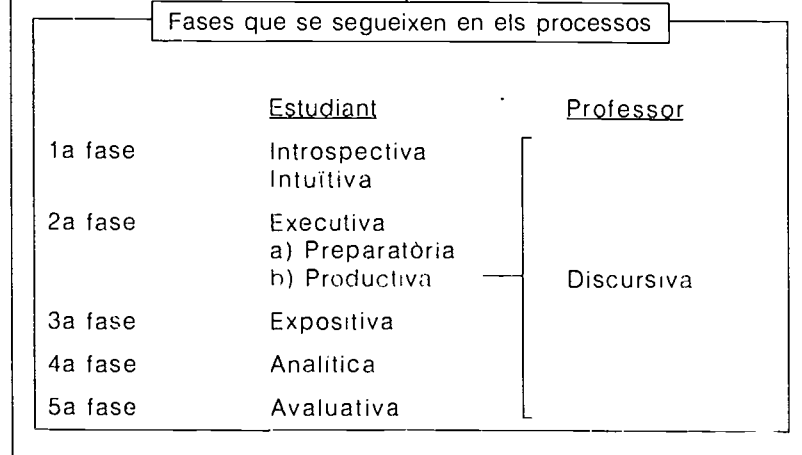 Fases que se segueixen en els processos
Estudiant Professor
1a fase Introspectiva
Intuïtiva
2a fase Executiva
a) Preparatòria
b) Productiva Discursiva
3a fase Expositiva
4a fase Analítica
5a fase Avaluativa